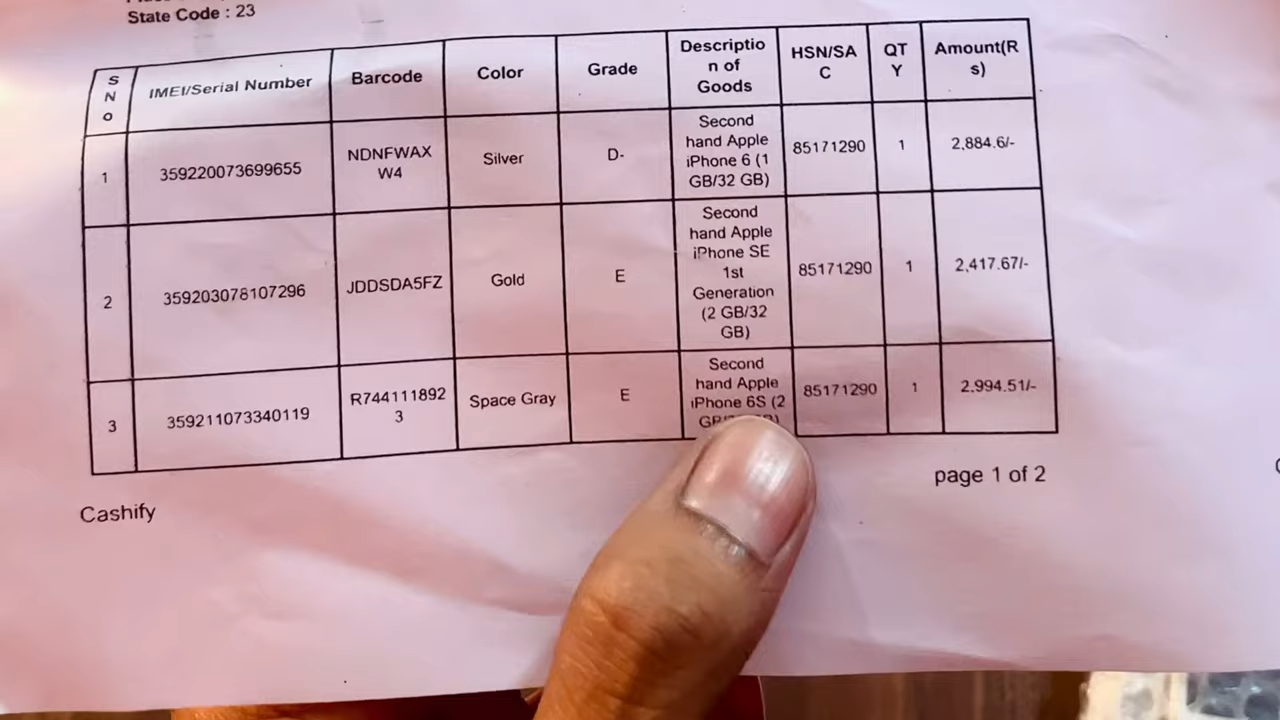 State Code : 23
S N o IMEI/Serial Number Barcode Color Grade Descriptio n of Goods HSN/SA C QT Y Amount(R s)
1 359220073699655 NDNFWAX W4 Silver D- Second hand Apple iPhone 6 (1 GB/32 GB) 85171290 1 2,884.6/-
2 359203078107296 JDDSDA5FZ Gold E Second hand Apple iPhone SE 1st Generation (2 GB/32 GB) 85171290 1 2,417.67/-
3 359211073340119 R744111892 3 Space Gray E Second hand Apple iPhone 6S (2 85171290 1 2,994.51/-
page 1 of 2
Cashify